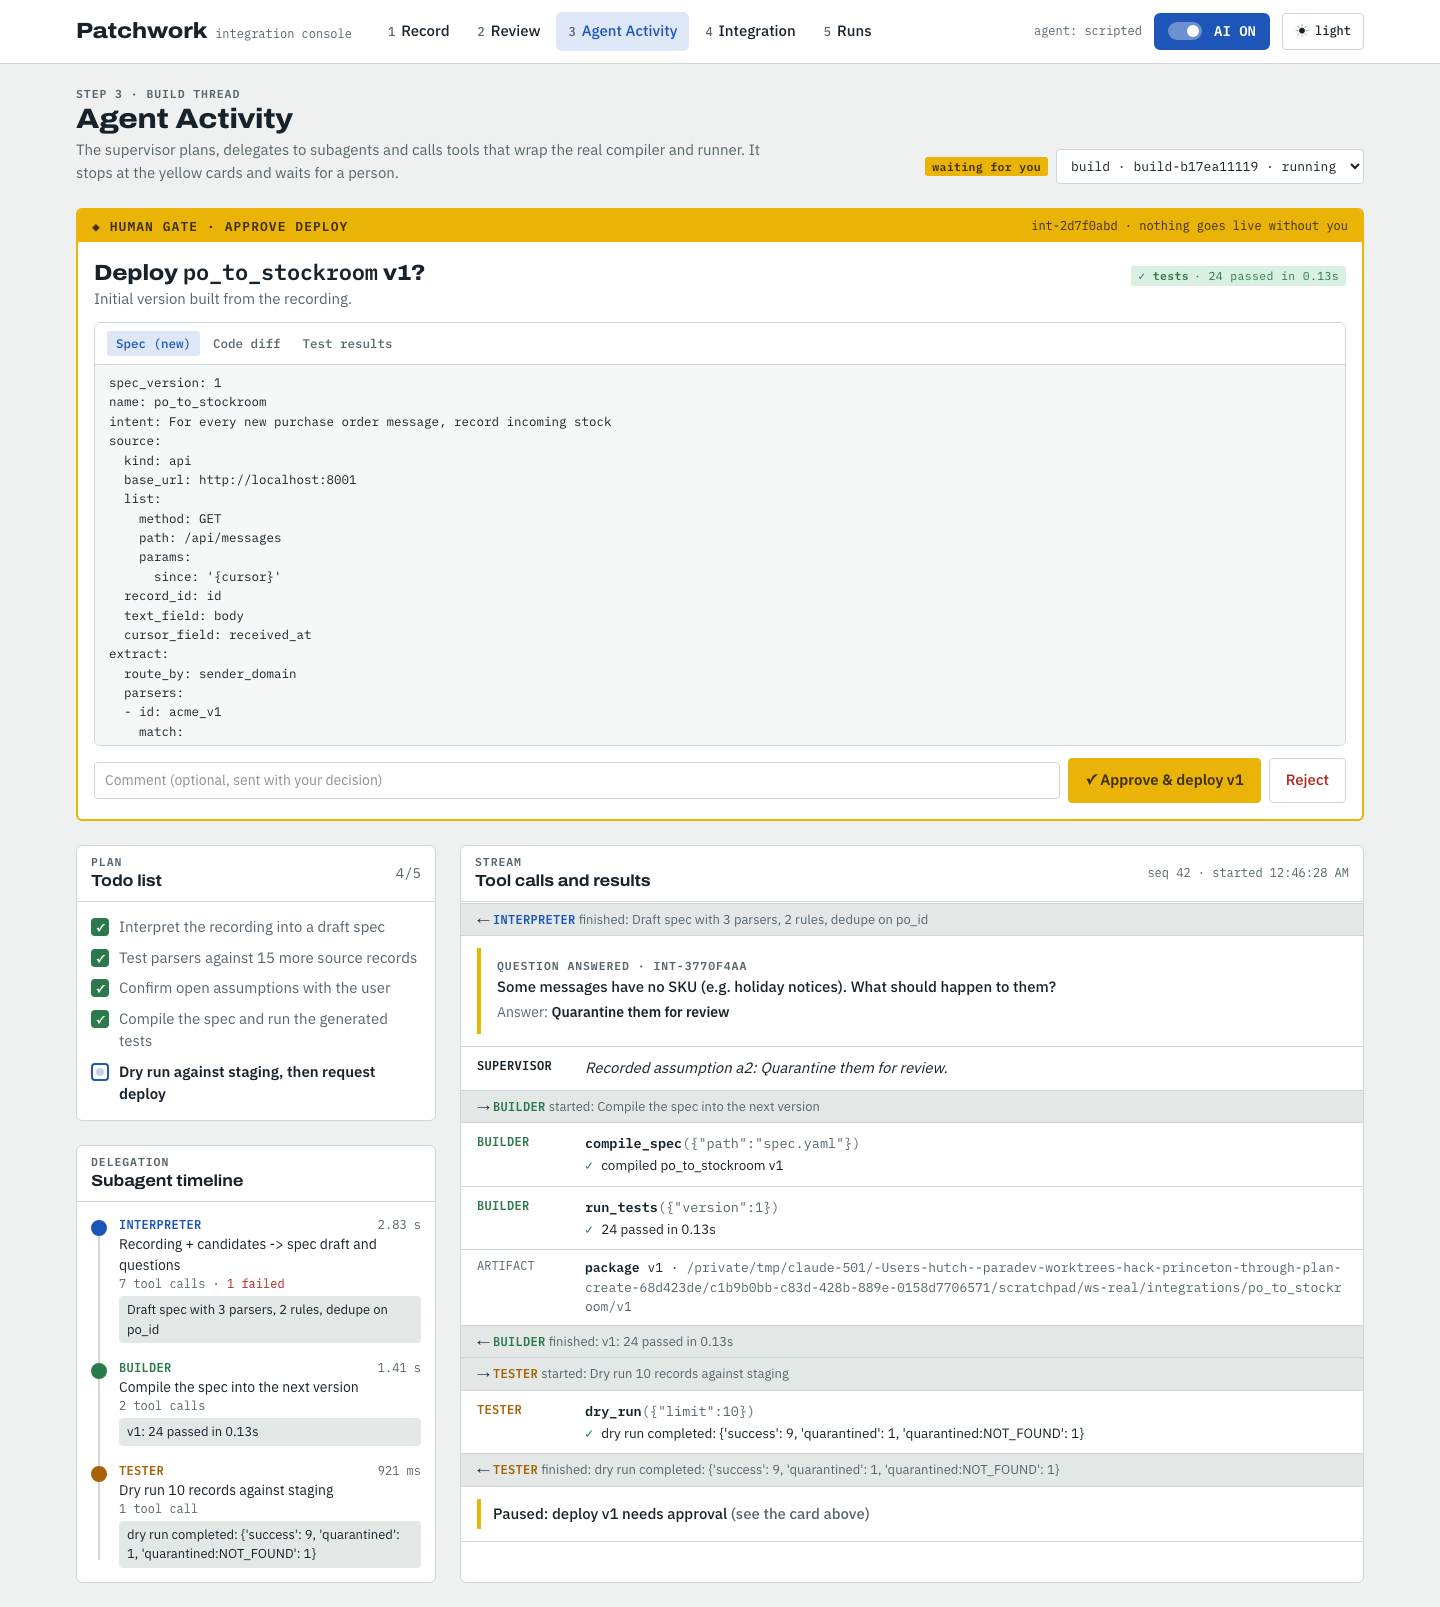 Patchwork integration console
1 Record
2 Review
3 Agent Activity
4 Integration
5 Runs
agent: scripted
AI ON
☀ light
STEP 3 · BUILD THREAD
Agent Activity
The supervisor plans, delegates to subagents and calls tools that wrap the real compiler and runner. It
stops at the yellow cards and waits for a person.
waiting for you
build · build-b17ea11119 · running
◆ HUMAN GATE · APPROVE DEPLOY
int-2d7f0abd · nothing goes live without you
Deploy po_to_stockroom v1?
✓ tests · 24 passed in 0.13s
Initial version built from the recording.
Spec (new)
Code diff
Test results
spec_version: 1
name: po_to_stockroom
intent: For every new purchase order message, record incoming stock
source:
  kind: api
  base_url: http://localhost:8001
  list:
    method: GET
    path: /api/messages
    params:
      since: '{cursor}'
  record_id: id
  text_field: body
  cursor_field: received_at
extract:
  route_by: sender_domain
  parsers:
  - id: acme_v1
    match:
Comment (optional, sent with your decision)
✓ Approve & deploy v1
Reject
PLAN
Todo list
4/5
Interpret the recording into a draft spec
Test parsers against 15 more source records
Confirm open assumptions with the user
Compile the spec and run the generated
tests
Dry run against staging, then request
deploy
DELEGATION
Subagent timeline
INTERPRETER 2.83 s
Recording + candidates -> spec draft and
questions
7 tool calls · 1 failed
Draft spec with 3 parsers, 2 rules, dedupe on
po_id
BUILDER 1.41 s
Compile the spec into the next version
2 tool calls
v1: 24 passed in 0.13s
TESTER 921 ms
Dry run 10 records against staging
1 tool call
dry run completed: {'success': 9, 'quarantined':
1, 'quarantined:NOT_FOUND': 1}
STREAM
Tool calls and results
seq 42 · started 12:46:28 AM
← INTERPRETER finished: Draft spec with 3 parsers, 2 rules, dedupe on po_id
QUESTION ANSWERED · INT-3770F4AA
Some messages have no SKU (e.g. holiday notices). What should happen to them?
Answer: Quarantine them for review
SUPERVISOR Recorded assumption a2: Quarantine them for review.
→ BUILDER started: Compile the spec into the next version
BUILDER compile_spec({"path":"spec.yaml"})
✓ compiled po_to_stockroom v1
BUILDER run_tests({"version":1})
✓ 24 passed in 0.13s
ARTIFACT package v1 · /private/tmp/claude-501/-Users-hutch--paradev-worktrees-hack-princeton-through-plan-
create-68d423de/c1b9b0bb-c83d-428b-889e-0158d7706571/scratchpad/ws-real/integrations/po_to_stockr
oom/v1
← BUILDER finished: v1: 24 passed in 0.13s
→ TESTER started: Dry run 10 records against staging
TESTER dry_run({"limit":10})
✓ dry run completed: {'success': 9, 'quarantined': 1, 'quarantined:NOT_FOUND': 1}
← TESTER finished: dry run completed: {'success': 9, 'quarantined': 1, 'quarantined:NOT_FOUND': 1}
Paused: deploy v1 needs approval (see the card above)